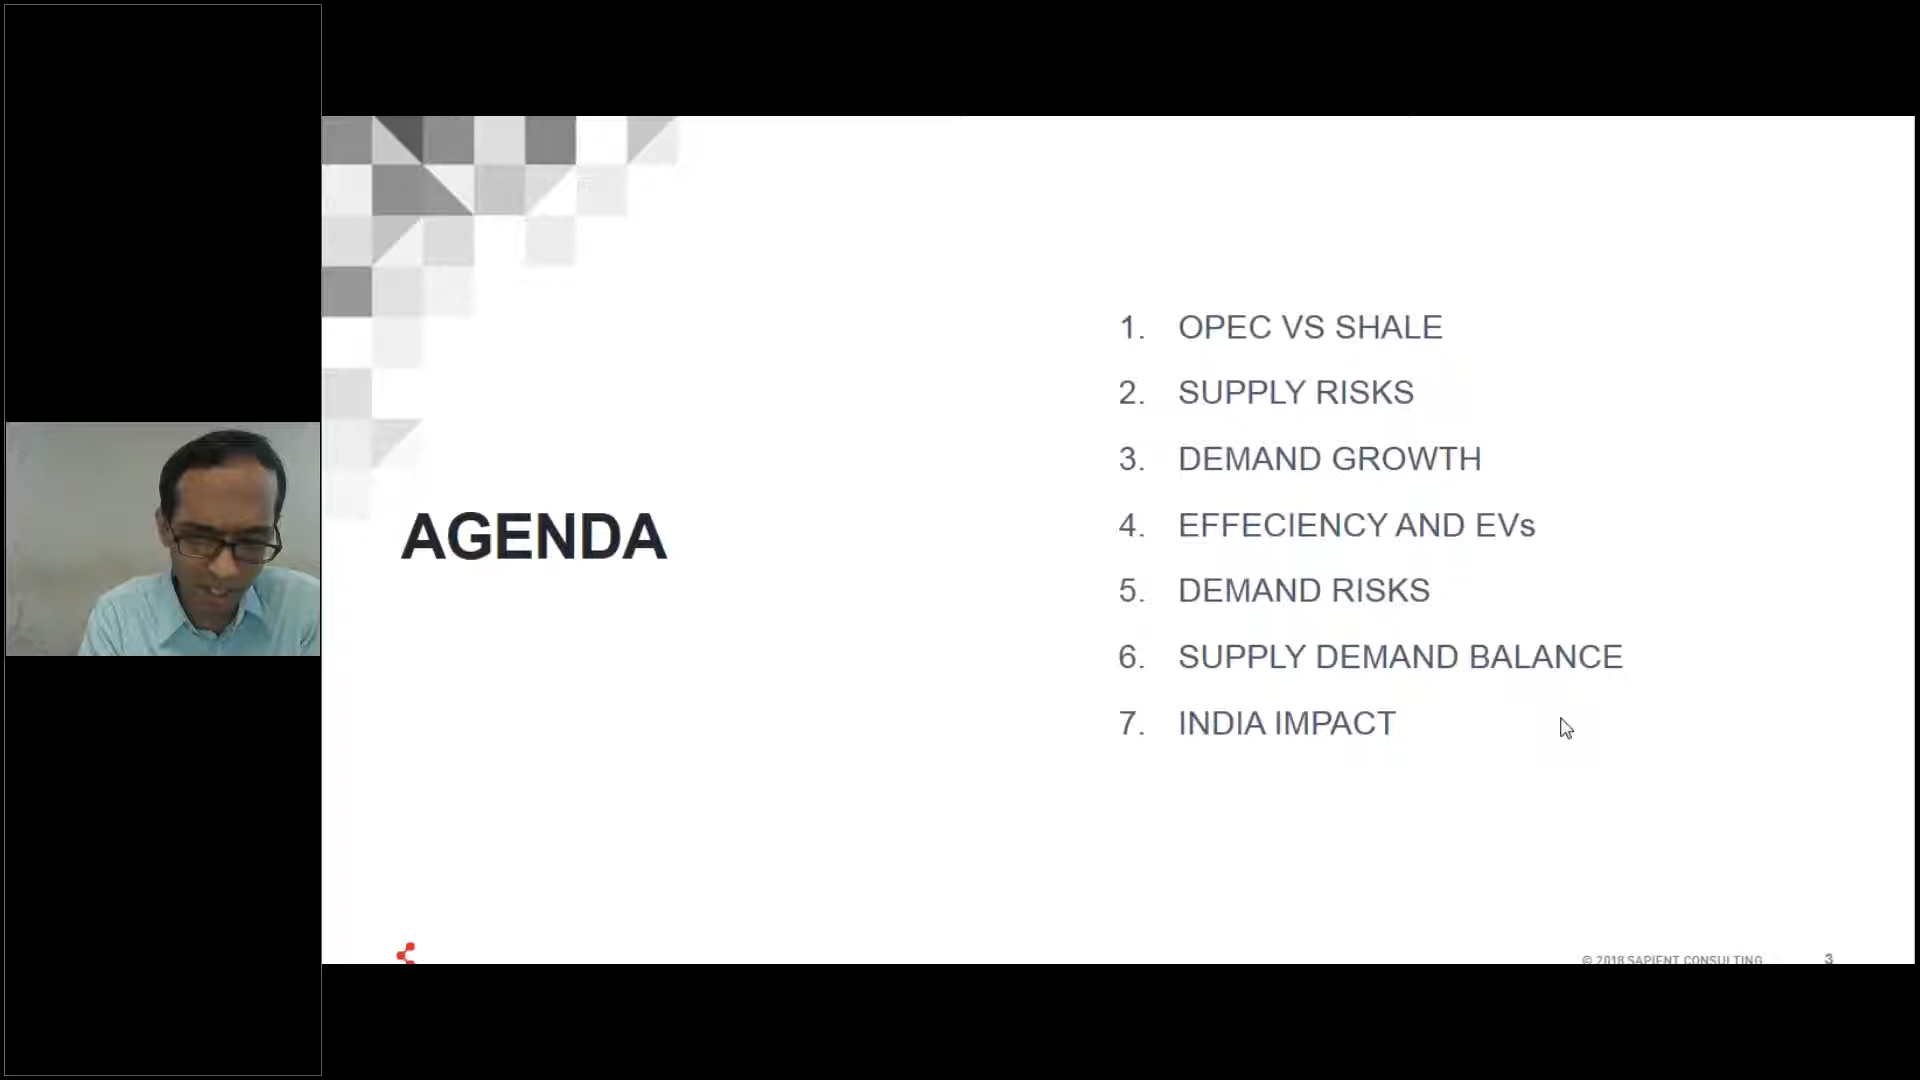 AGENDA
1. OPEC VS SHALE
2. SUPPLY RISKS
3. DEMAND GROWTH
4. EFFECIENCY AND EVs
5. DEMAND RISKS
6. SUPPLY DEMAND BALANCE
7. INDIA IMPACT
© 2018 SAPIENT CONSULTING 3